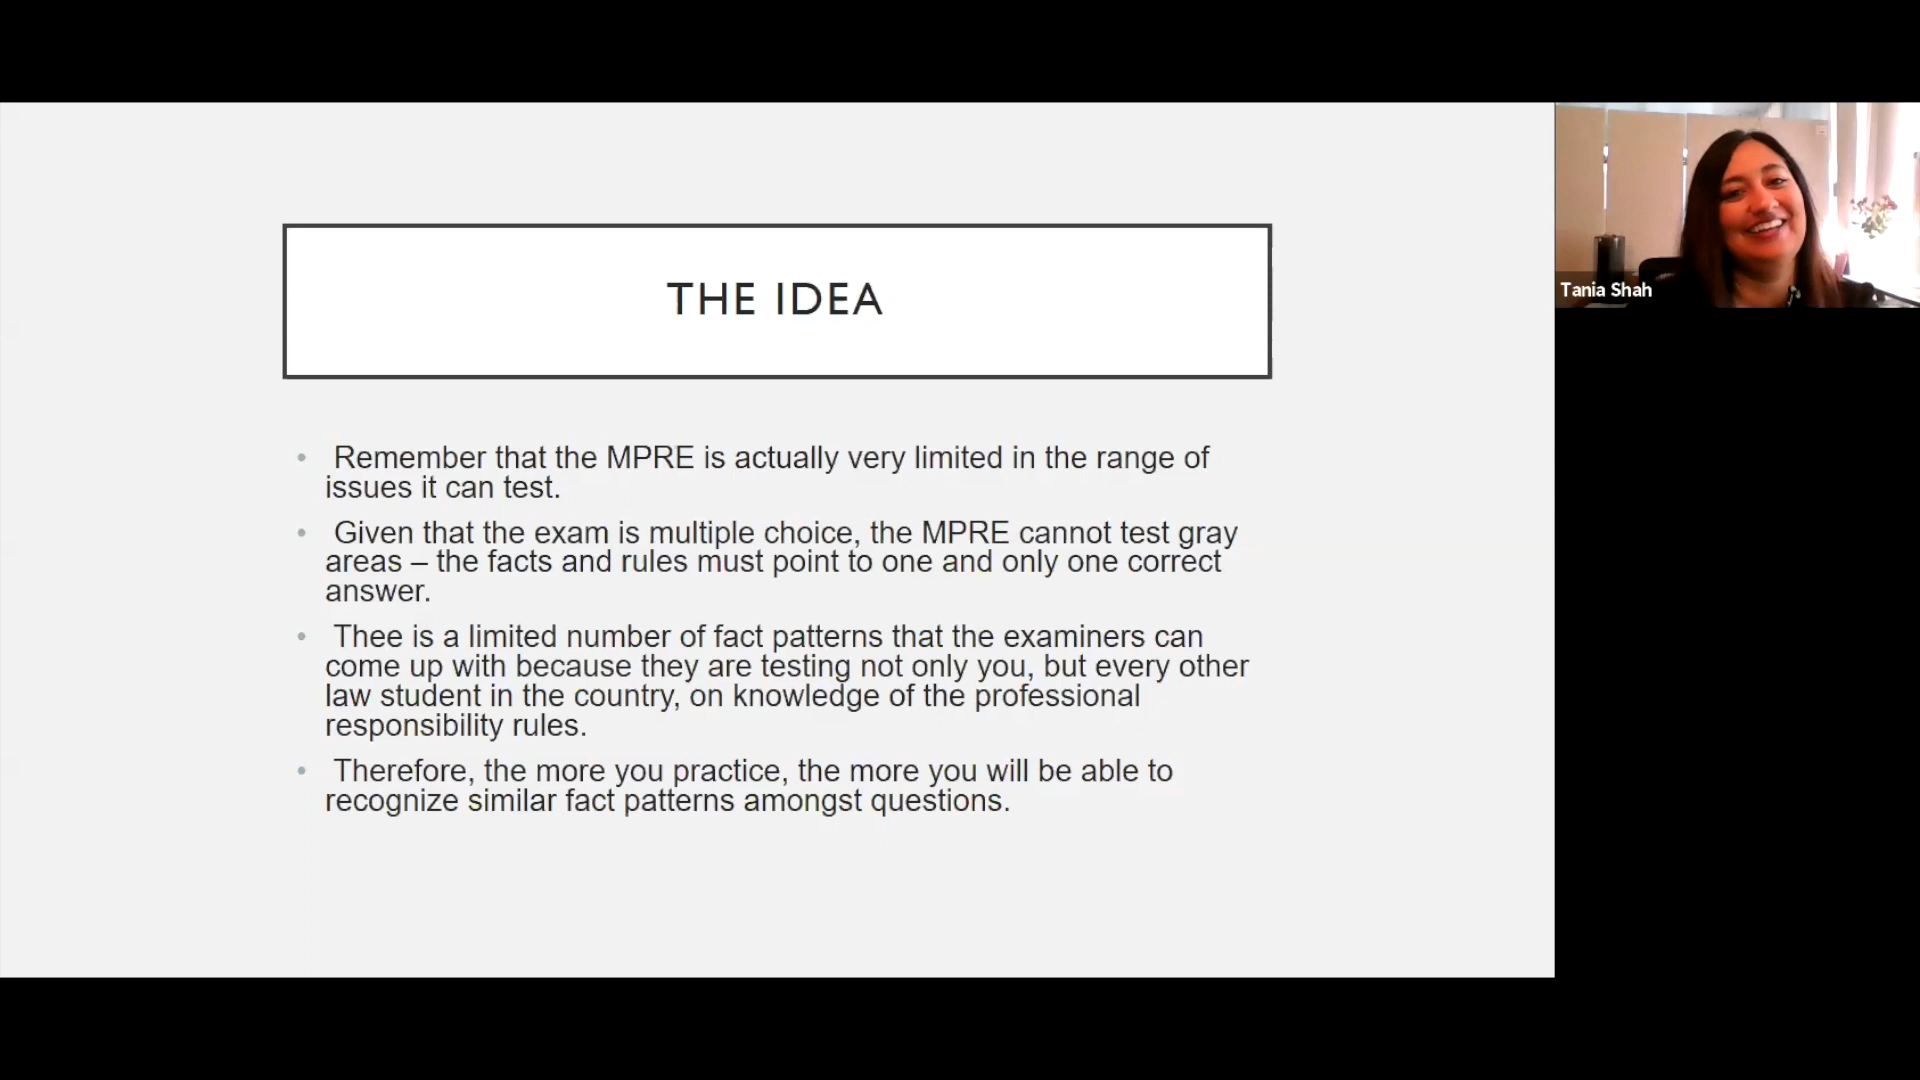 THE IDEA
• Remember that the MPRE is actually very limited in the range of
issues it can test.
• Given that the exam is multiple choice, the MPRE cannot test gray
areas – the facts and rules must point to one and only one correct
answer.
• Thee is a limited number of fact patterns that the examiners can
come up with because they are testing not only you, but every other
law student in the country, on knowledge of the professional
responsibility rules.
• Therefore, the more you practice, the more you will be able to
recognize similar fact patterns amongst questions.
Tania Shah